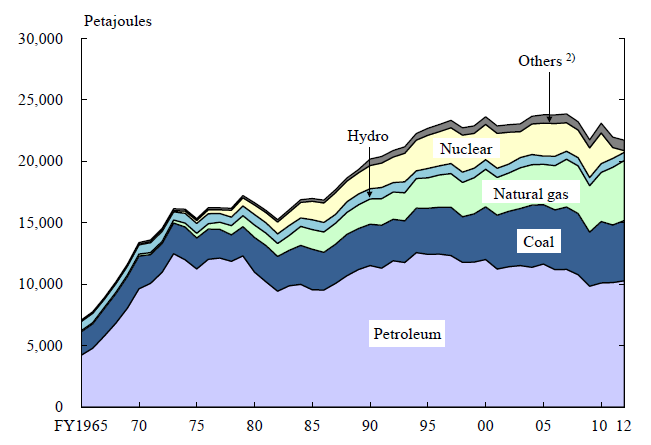 Petajoules
30,000
25,000
20,000
15,000
10,000
5,000
0
Others 2)
Hydro
Nuclear
Natural gas
Coal
Petroleum
FY1965 70 75 80 85 90 95 00 05 10 12